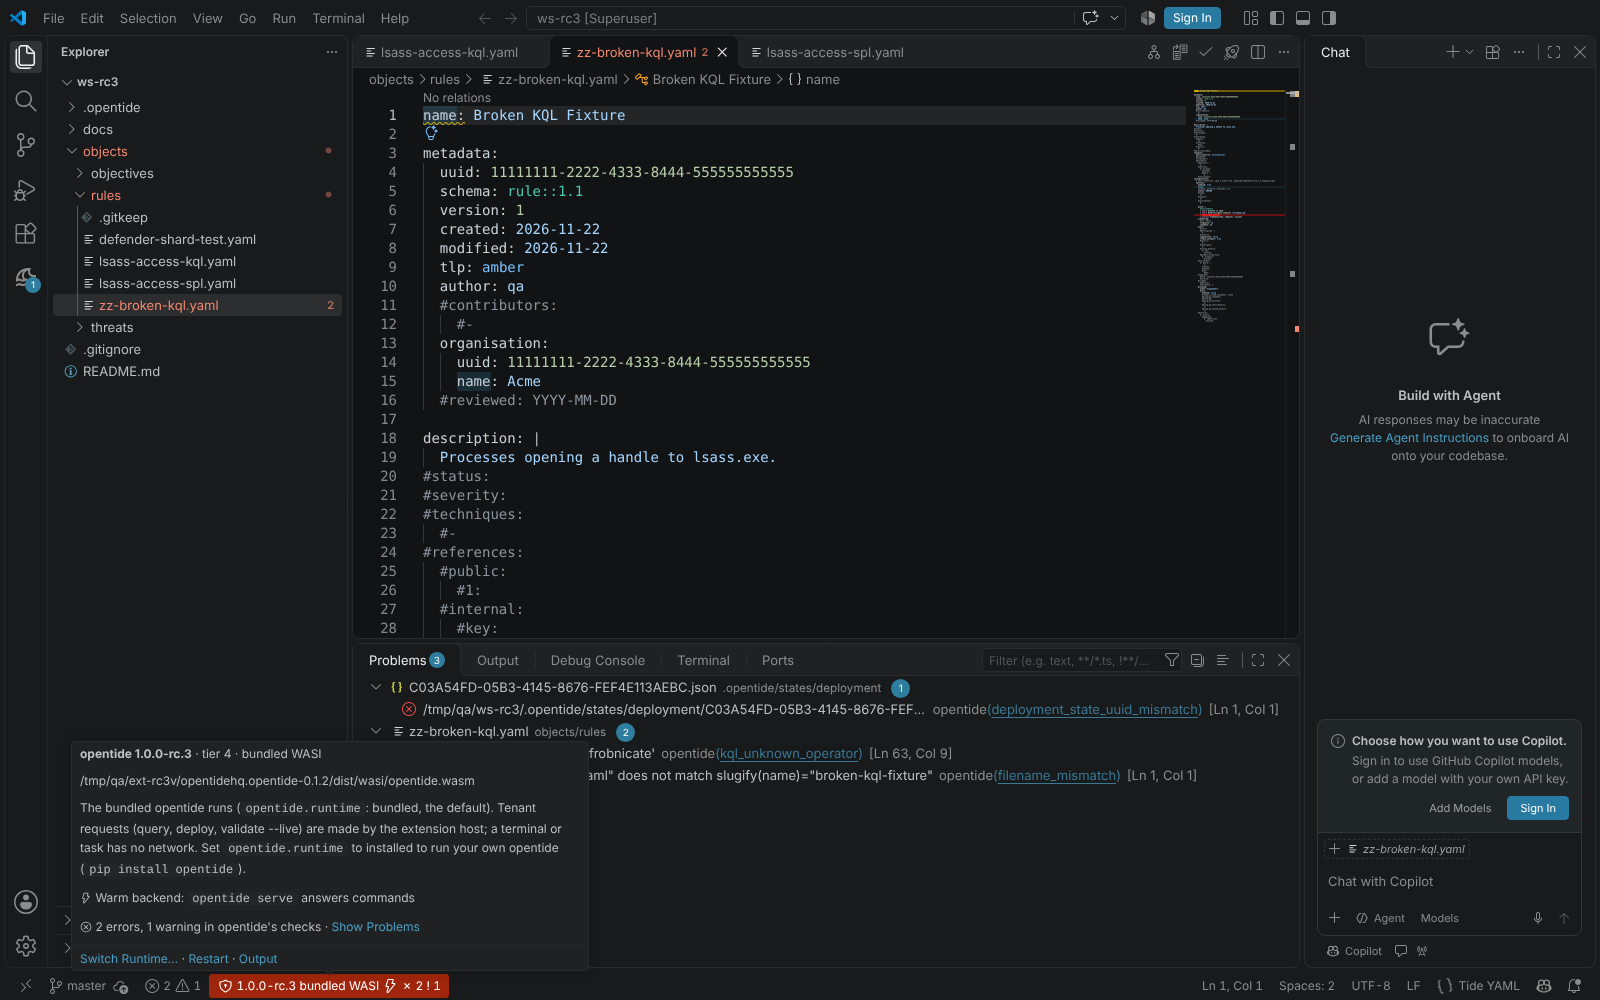 File Edit Selection View Go Run Terminal Help
ws-rc3 [Superuser]
Sign In
Explorer
ws-rc3
.opentide
docs
objects
objectives
rules
.gitkeep
defender-shard-test.yaml
lsass-access-kql.yaml
lsass-access-spl.yaml
zz-broken-kql.yaml 2
threats
.gitignore
README.md
1
lsass-access-kql.yaml
zz-broken-kql.yaml 2
lsass-access-spl.yaml
objects > rules > zz-broken-kql.yaml > Broken KQL Fixture > {} name
No relations
1 name: Broken KQL Fixture
2
3 metadata:
4 uuid: 11111111-2222-4333-8444-555555555555
5 schema: rule::1.1
6 version: 1
7 created: 2026-11-22
8 modified: 2026-11-22
9 tlp: amber
10 author: qa
11 #contributors:
12 #-
13 organisation:
14 uuid: 11111111-2222-4333-8444-555555555555
15 name: Acme
16 #reviewed: YYYY-MM-DD
17
18 description: |
19 Processes opening a handle to lsass.exe.
20 #status:
21 #severity:
22 #techniques:
23 #-
24 #references:
25 #public:
26 #1:
27 #internal:
28 #key:
Problems 3 Output Debug Console Terminal Ports
Filter (e.g. text, **/*.ts, !**/...
{} C03A54FD-05B3-4145-8676-FEF4E113AEBC.json .opentide/states/deployment 1
/tmp/qa/ws-rc3/.opentide/states/deployment/C03A54FD-05B3-4145-8676-FEF... opentide(deployment_state_uuid_mismatch) [Ln 1, Col 1]
zz-broken-kql.yaml objects/rules 2
frobnicate' opentide(kql_unknown_operator) [Ln 63, Col 9]
aml" does not match slugify(name)="broken-kql-fixture" opentide(filename_mismatch) [Ln 1, Col 1]
opentide 1.0.0-rc.3 · tier 4 · bundled WASI
/tmp/qa/ext-rc3v/opentidehq.opentide-0.1.2/dist/wasi/opentide.wasm
The bundled opentide runs (opentide.runtime: bundled, the default). Tenant
requests (query, deploy, validate --live) are made by the extension host; a terminal or
task has no network. Set opentide.runtime to installed to run your own opentide
(pip install opentide).
Warm backend: opentide serve answers commands
2 errors, 1 warning in opentide's checks · Show Problems
Switch Runtime... · Restart · Output
Chat
Build with Agent
AI responses may be inaccurate
Generate Agent Instructions to onboard AI
onto your codebase.
Choose how you want to use Copilot.
Sign in to use GitHub Copilot models,
or add a model with your own API key.
Add Models Sign In
zz-broken-kql.yaml
Chat with Copilot
Agent Models
Copilot
master 2 1 1.0.0-rc.3 bundled WASI × 2 ! 1
Ln 1, Col 1 Spaces: 2 UTF-8 LF {} Tide YAML